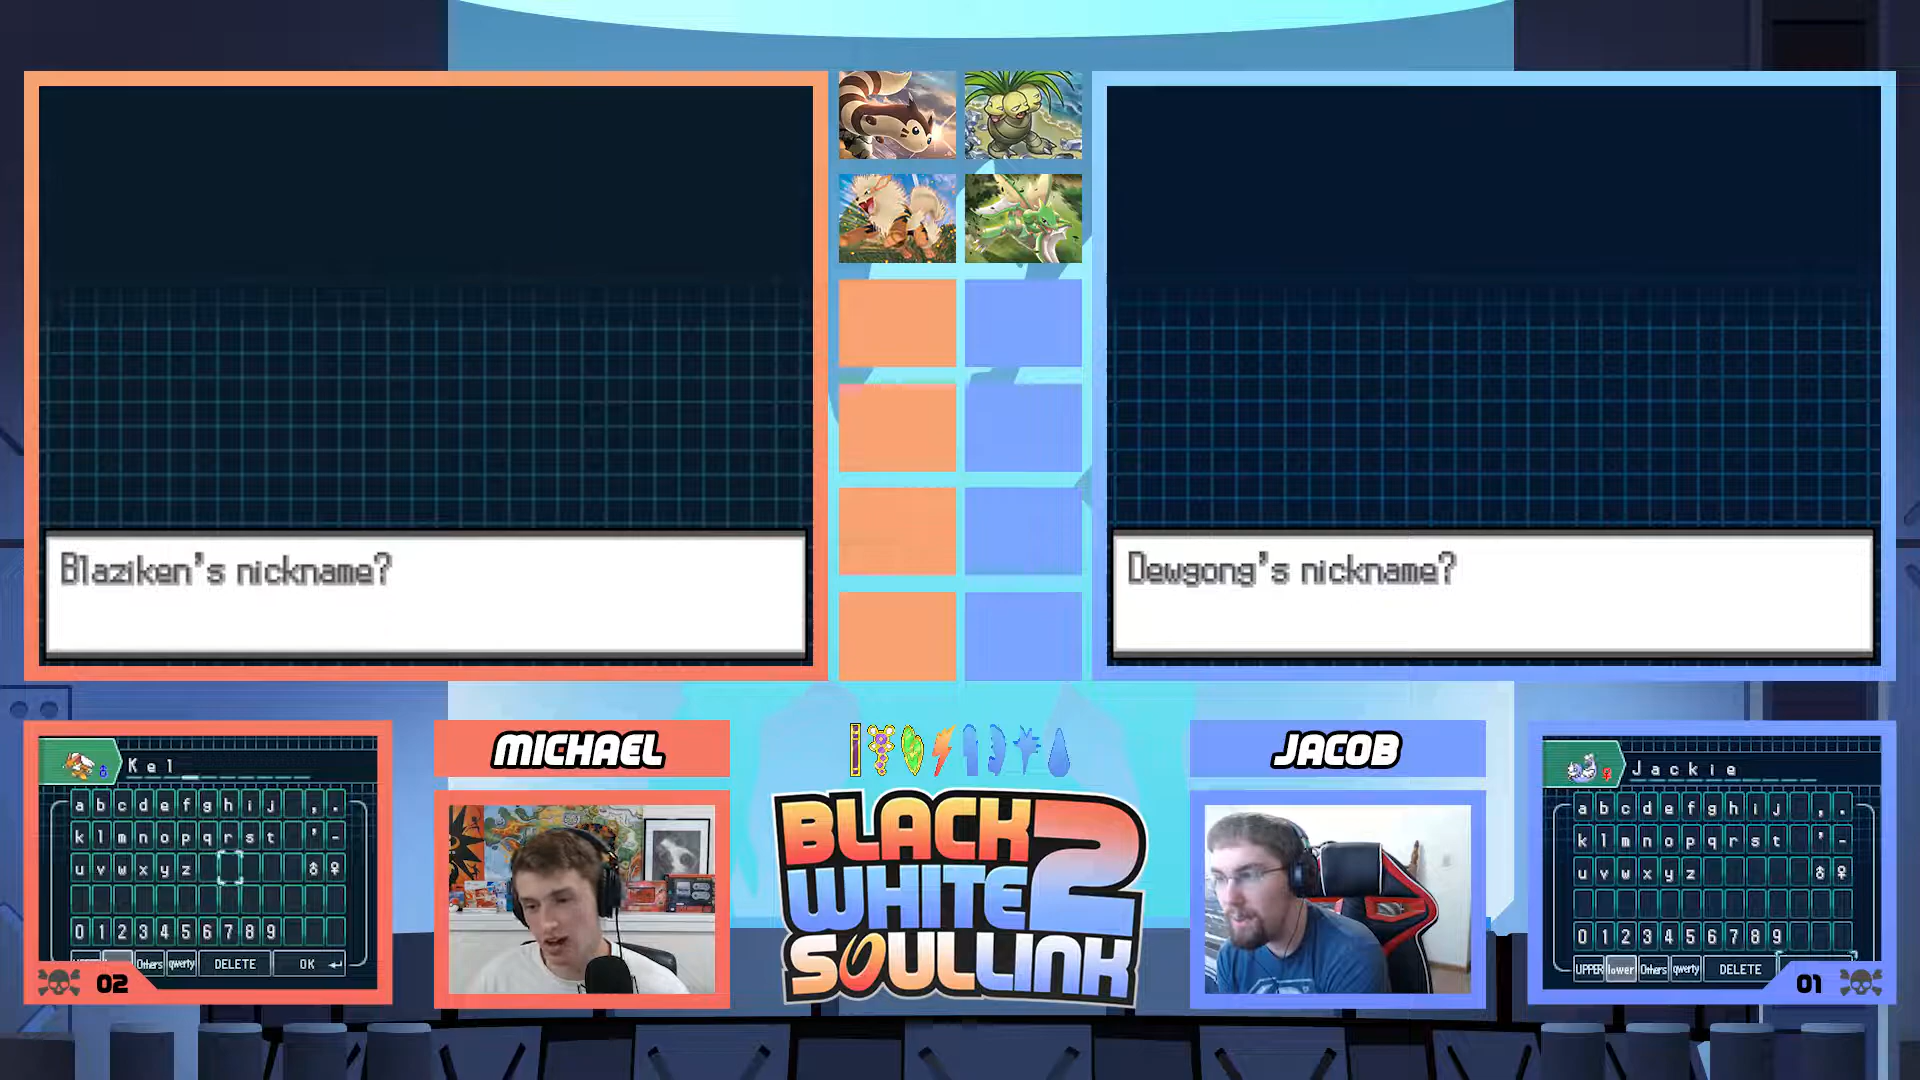 Blaziken's nickname?
Dewgong's nickname?
MICHAEL
JACOB
BLACK
WHITE 2
SOUL LINK
Kel
a b c d e f g h i j , .
k l m n o p q r s t ' -
u v w x y z ♂ ♀
0 1 2 3 4 5 6 7 8 9
Others qwerty DELETE OK
02
Jackie
a b c d e f g h i j , .
k l m n o p q r s t ' -
u v w x y z ♂ ♀
0 1 2 3 4 5 6 7 8 9
UPPER lower Others qwerty DELETE
01